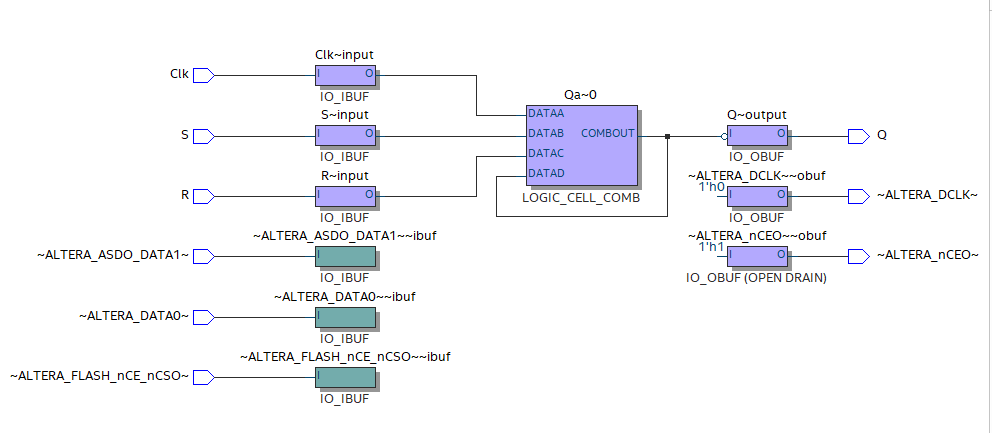 Clk~input
Clk
I
O
IO_IBUF
S~input
S
I
O
IO_IBUF
R~input
R
I
O
IO_IBUF
Qa~0
DATAA
DATAB
DATAC
DATAD
COMBOUT
LOGIC_CELL_COMB
Q~output
I
O
Q
IO_OBUF
~ALTERA_DCLK~~obuf
1'h0
I
O
~ALTERA_DCLK~
IO_OBUF
~ALTERA_nCEO~~obuf
1'h1
I
O
~ALTERA_nCEO~
IO_OBUF (OPEN DRAIN)
~ALTERA_ASDO_DATA1~~ibuf
~ALTERA_ASDO_DATA1~
I
IO_IBUF
~ALTERA_DATA0~~ibuf
~ALTERA_DATA0~
I
IO_IBUF
~ALTERA_FLASH_nCE_nCSO~~ibuf
~ALTERA_FLASH_nCE_nCSO~
I
IO_IBUF